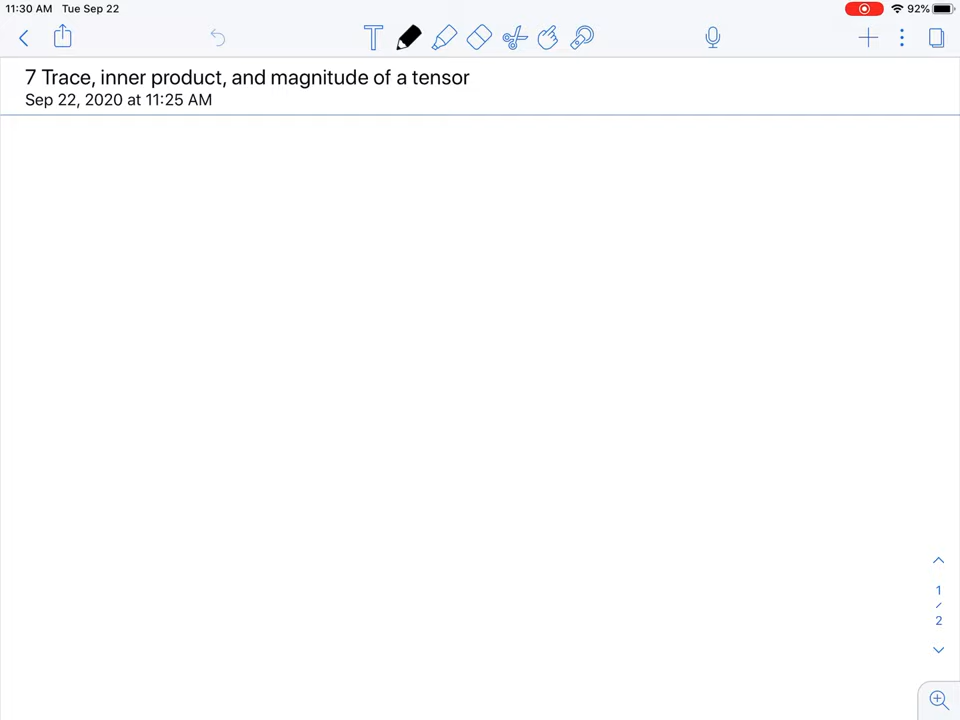 11:30 AM Tue Sep 22 92%
T
7 Trace, inner product, and magnitude of a tensor
Sep 22, 2020 at 11:25 AM
1
/
2